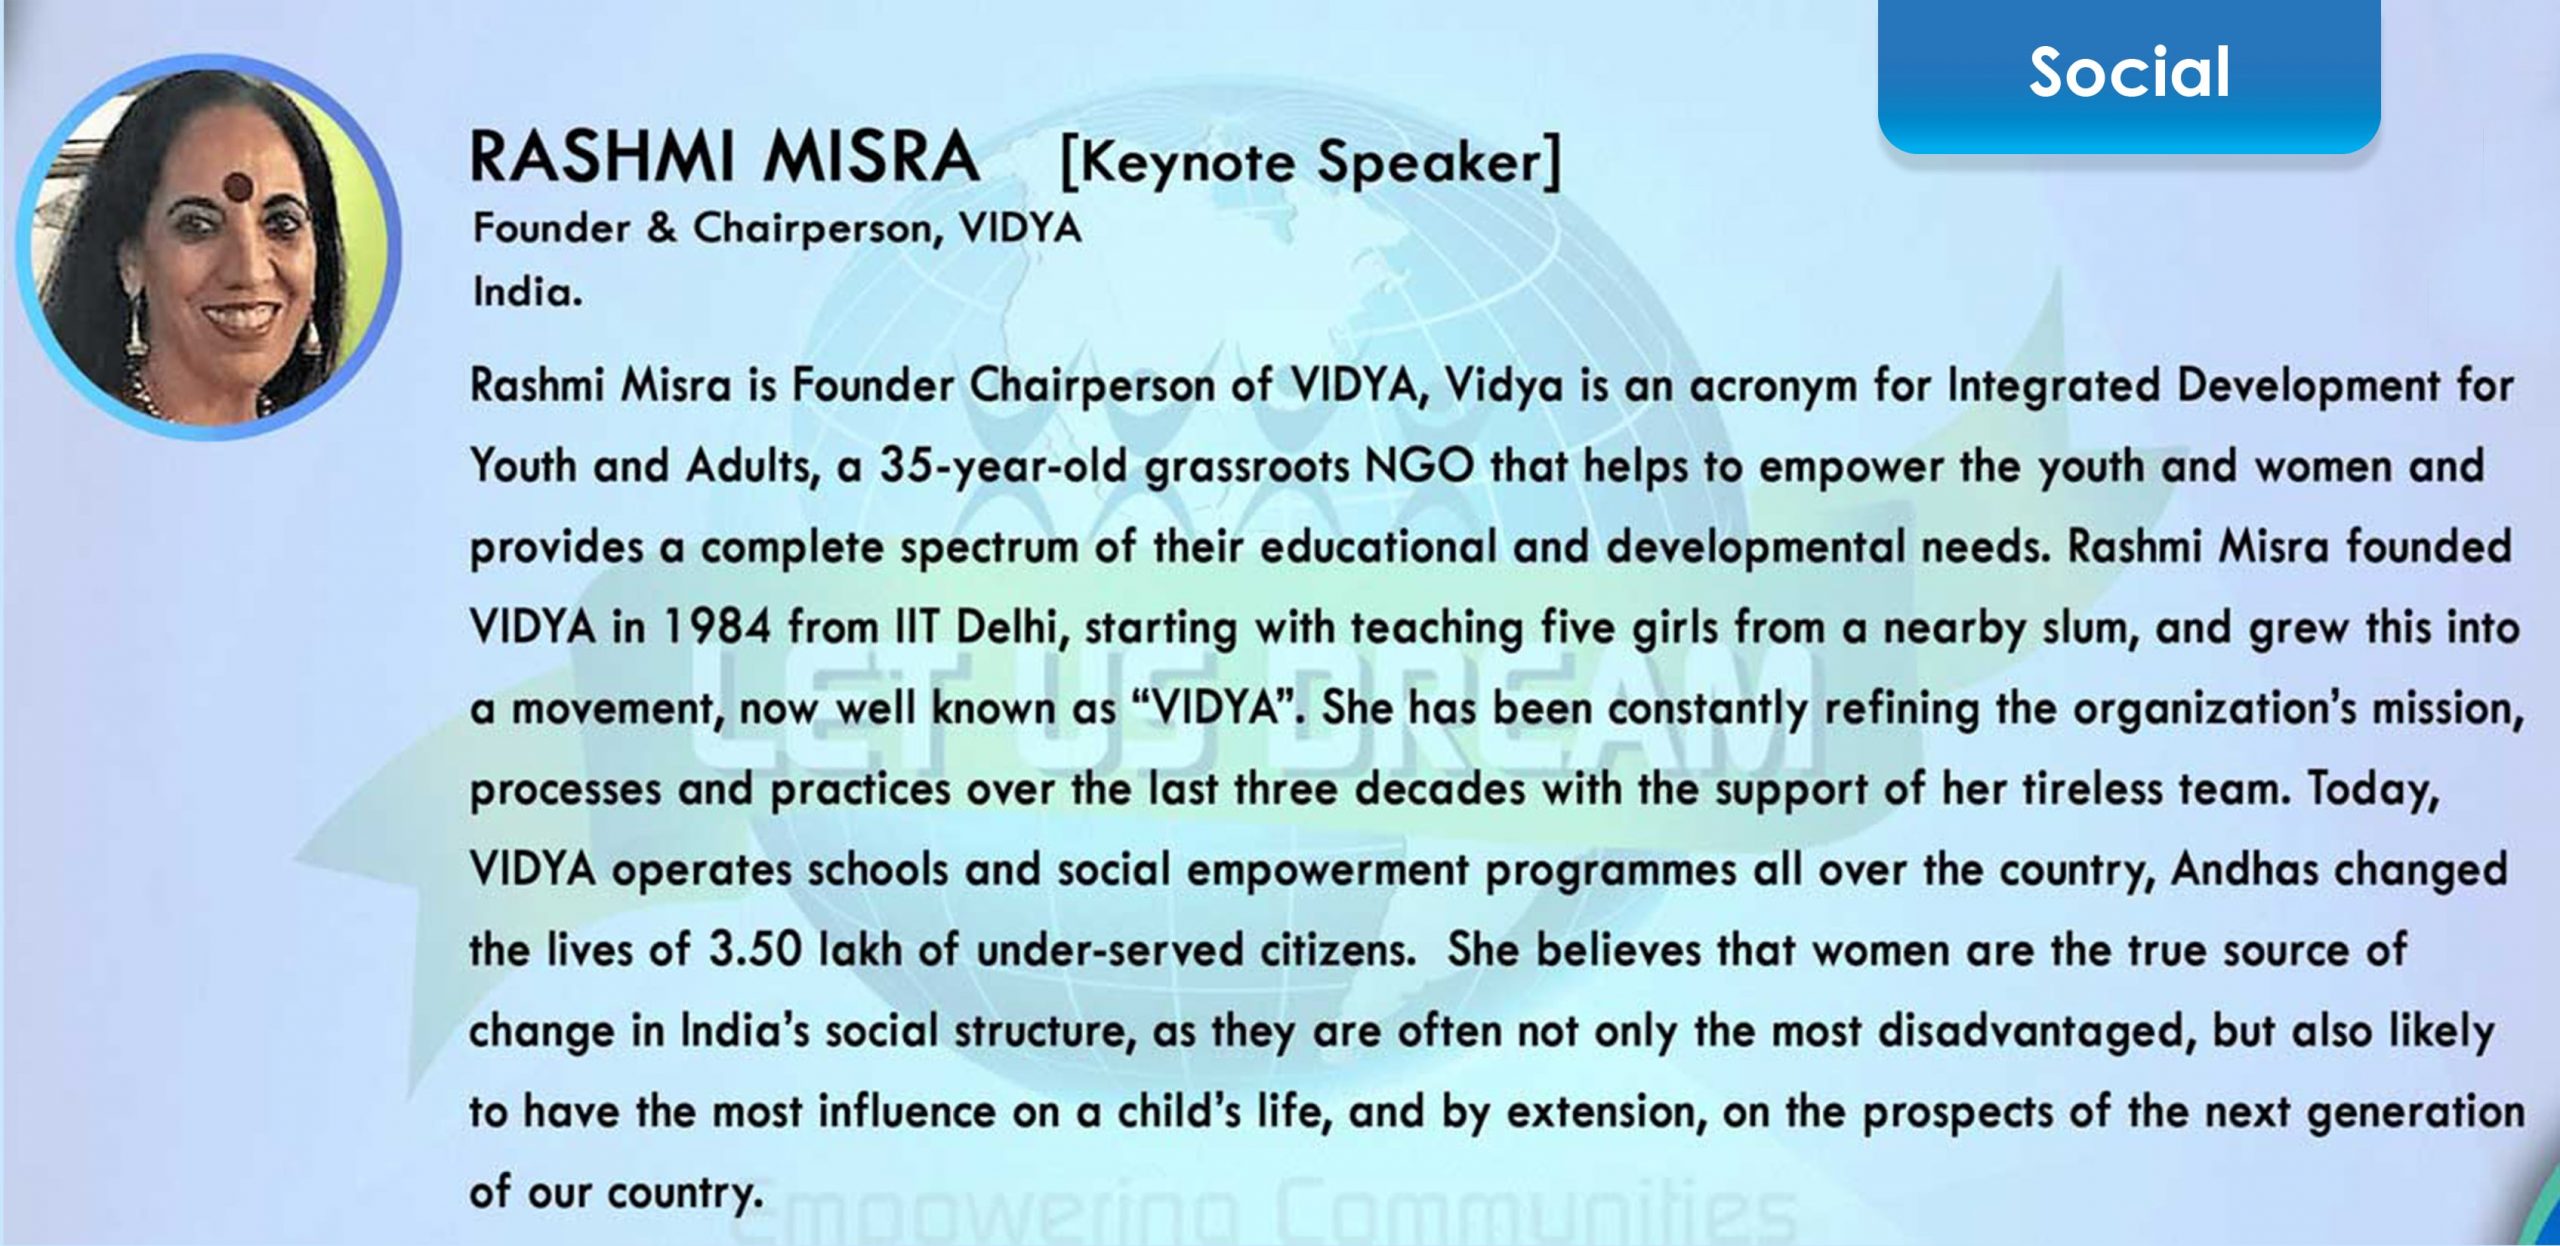 Social
RASHMI MISRA [Keynote Speaker]
Founder & Chairperson, VIDYA
India.
Rashmi Misra is Founder Chairperson of VIDYA, Vidya is an acronym for Integrated Development for
Youth and Adults, a 35-year-old grassroots NGO that helps to empower the youth and women and
provides a complete spectrum of their educational and developmental needs. Rashmi Misra founded
VIDYA in 1984 from IIT Delhi, starting with teaching five girls from a nearby slum, and grew this into
a movement, now well known as “VIDYA”. She has been constantly refining the organization’s mission,
processes and practices over the last three decades with the support of her tireless team. Today,
VIDYA operates schools and social empowerment programmes all over the country, Andhas changed
the lives of 3.50 lakh of under-served citizens. She believes that women are the true source of
change in India’s social structure, as they are often not only the most disadvantaged, but also likely
to have the most influence on a child’s life, and by extension, on the prospects of the next generation
of our country.
LET US DREAM
Empowering Communities